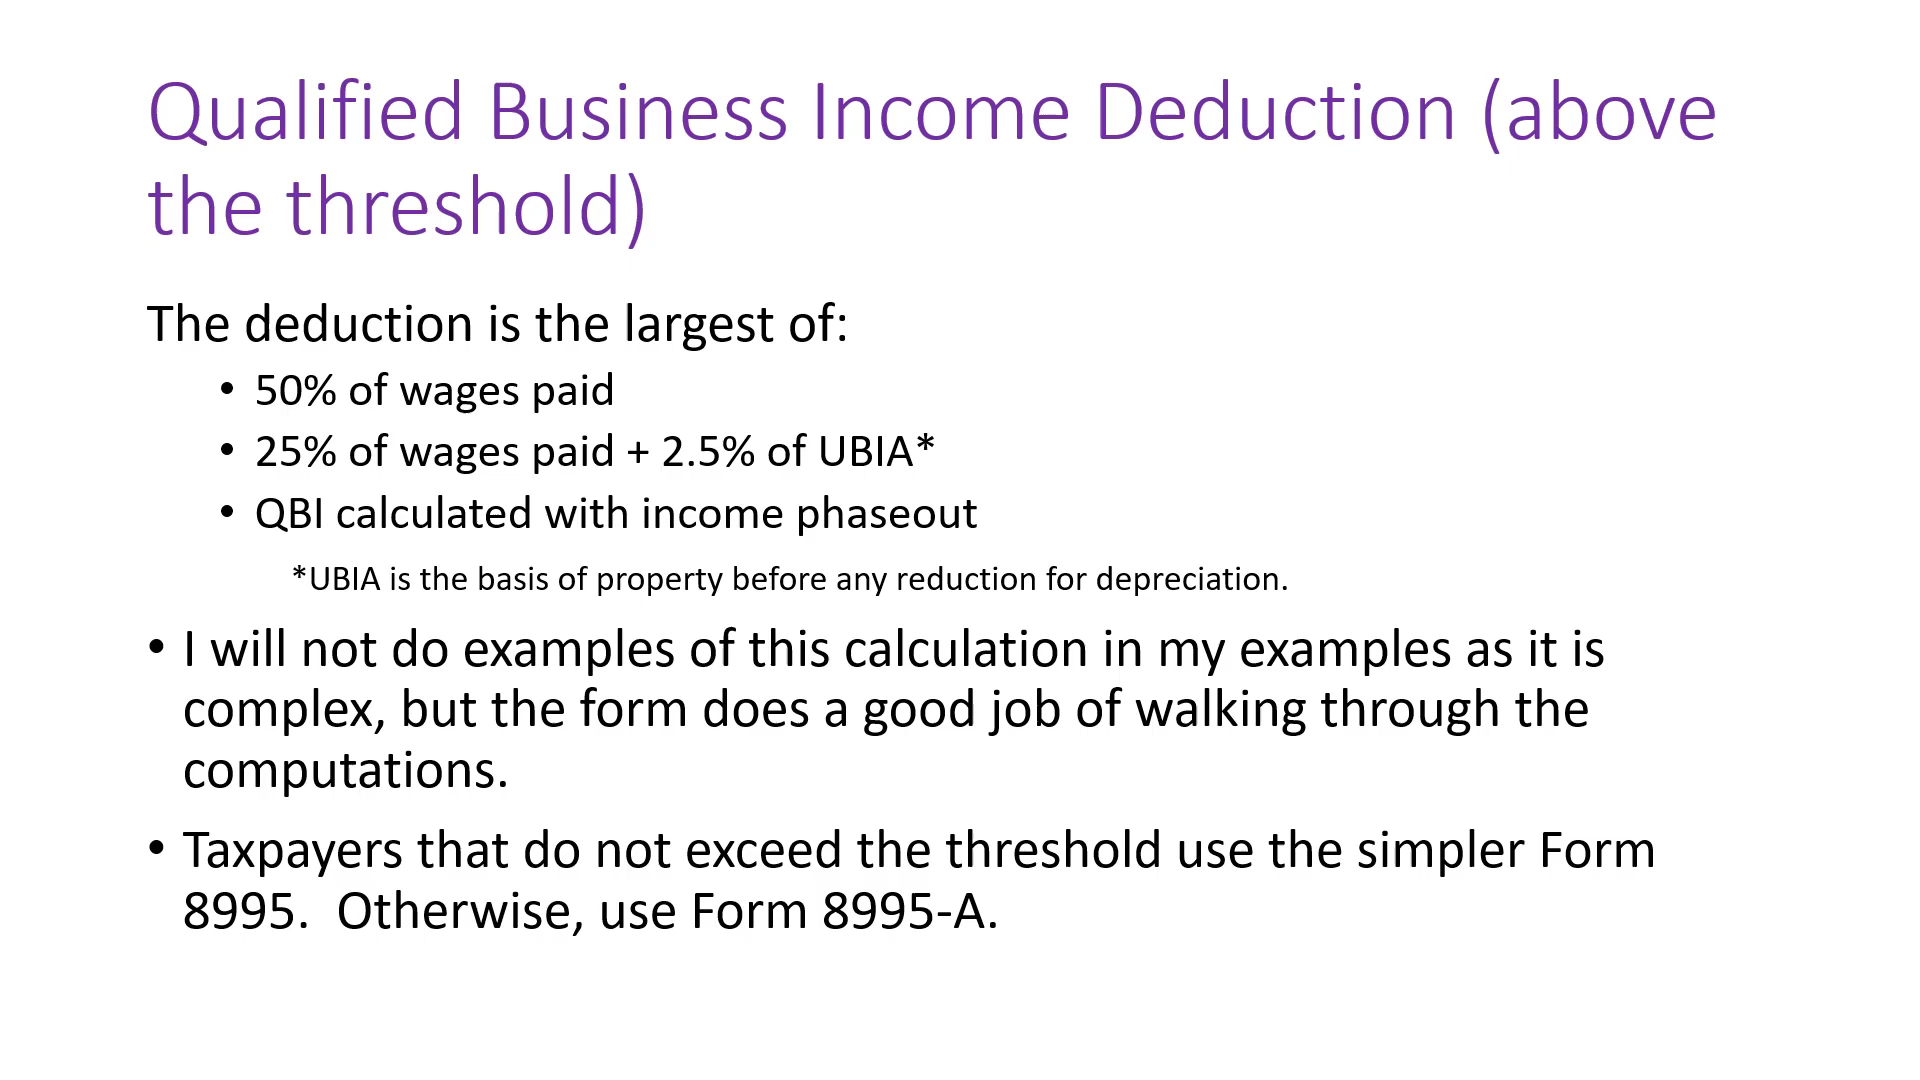 Qualified Business Income Deduction (above
the threshold)
The deduction is the largest of:
• 50% of wages paid
• 25% of wages paid + 2.5% of UBIA*
• QBI calculated with income phaseout
*UBIA is the basis of property before any reduction for depreciation.
• I will not do examples of this calculation in my examples as it is
complex, but the form does a good job of walking through the
computations.
• Taxpayers that do not exceed the threshold use the simpler Form
8995.  Otherwise, use Form 8995-A.